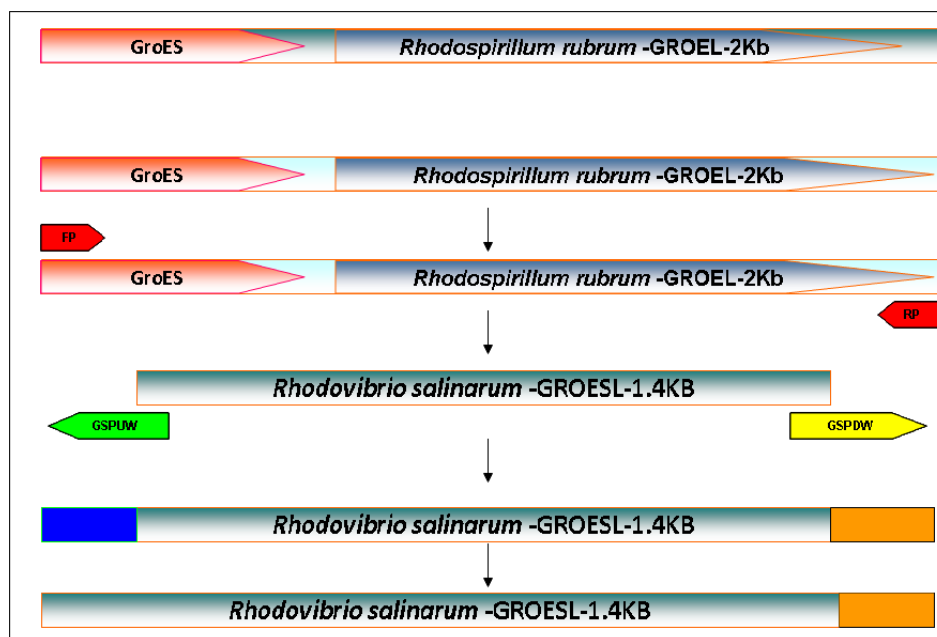 GroES Rhodospirillum rubrum -GROEL-2Kb
GroES Rhodospirillum rubrum -GROEL-2Kb
FP
GroES Rhodospirillum rubrum -GROEL-2Kb
RP
Rhodovibrio salinarum -GROESL-1.4KB
GSPUW GSPDW
Rhodovibrio salinarum -GROESL-1.4KB
Rhodovibrio salinarum -GROESL-1.4KB